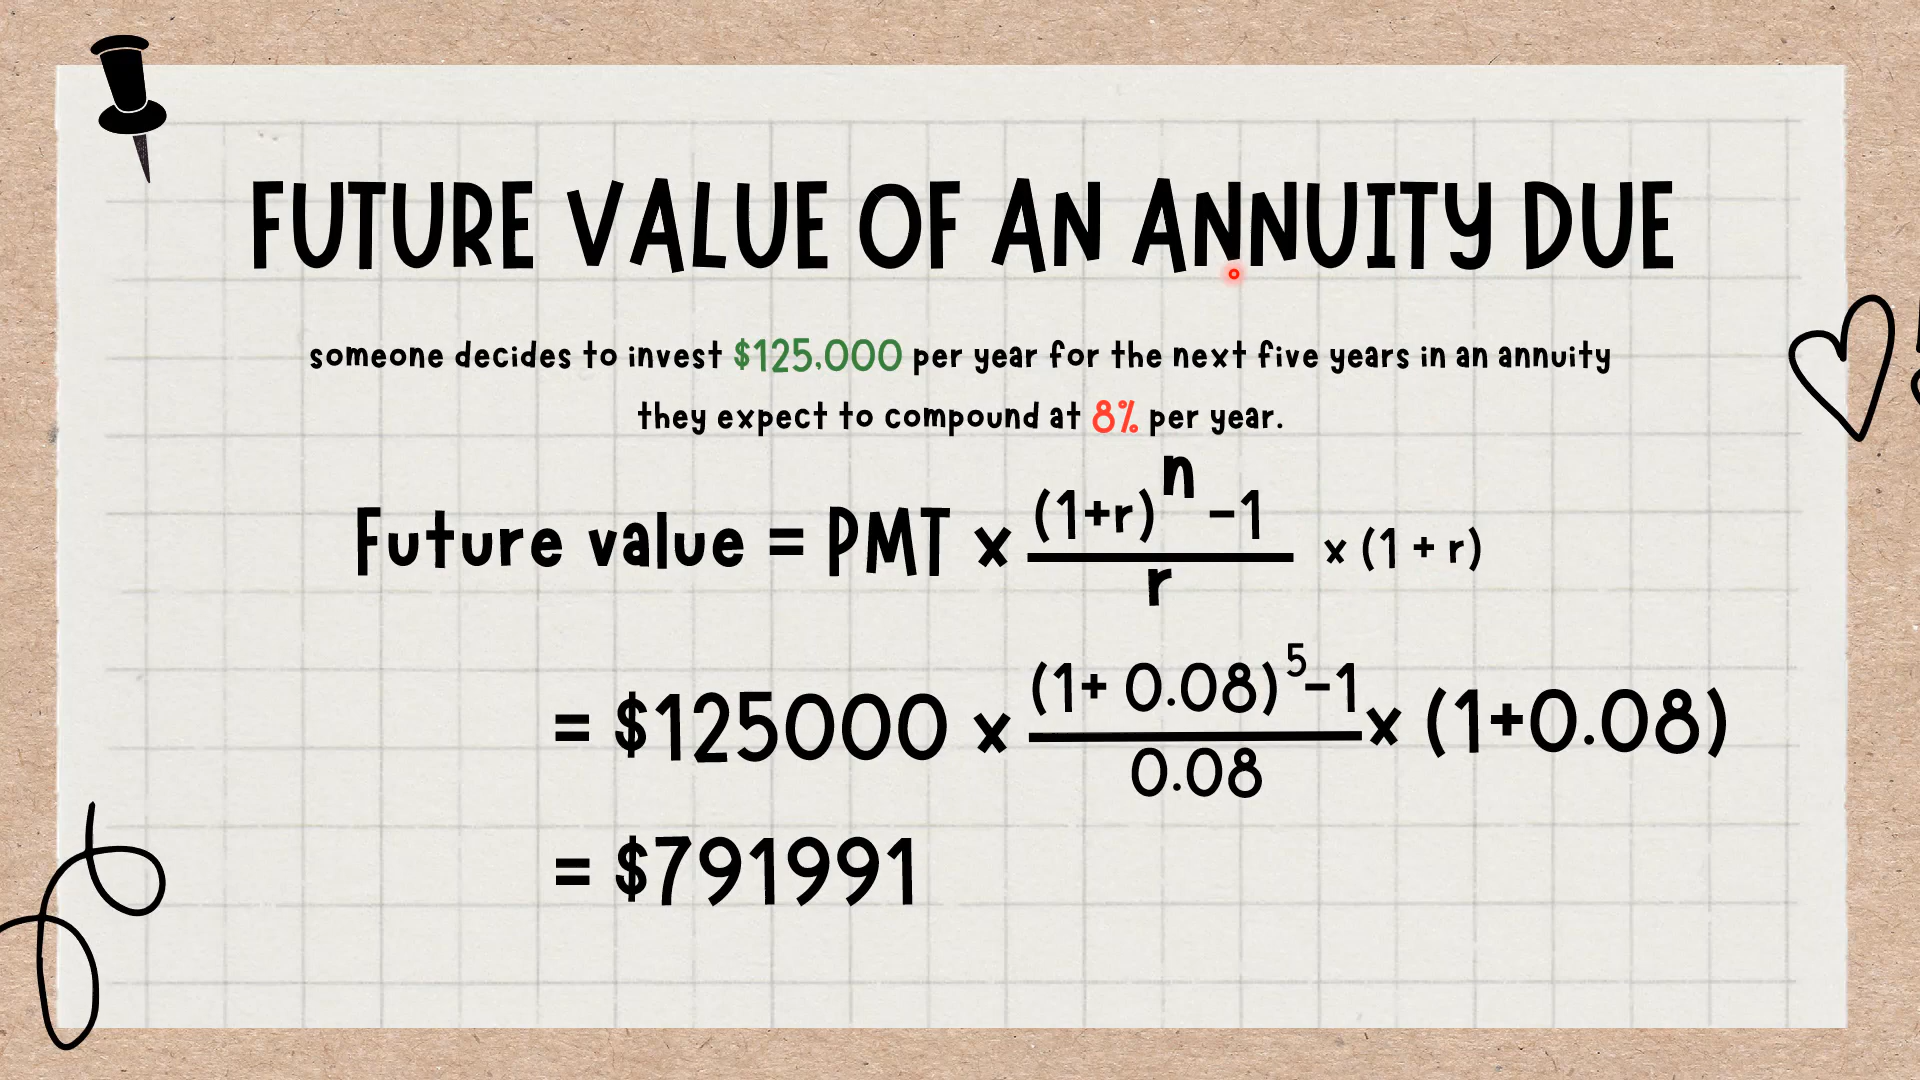 FUTURE VALUE OF AN ANNUITY DUE
someone decides to invest $125,000 per year for the next five years in an annuity
they expect to compound at 8% per year.
Future value = PMT × (1+r)^n -1 / r × (1 + r)
= $125000 × (1+ 0.08)^5 -1 / 0.08 × (1+0.08)
= $791991